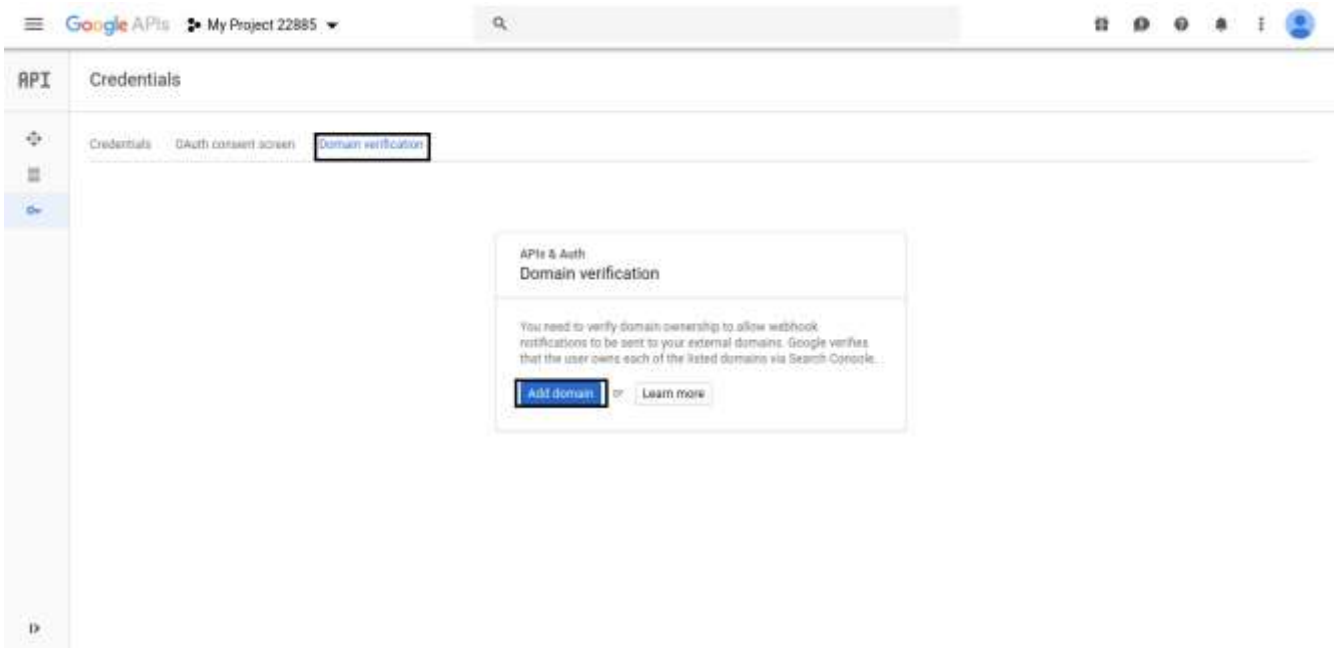 Google APIs My Project 22885
API Credentials
Credentials OAuth consent screen Domain verification
APIs & Auth
Domain verification
You need to verify domain ownership to allow webhook
notifications to be sent to your external domains. Google verifies
that the user owns each of the listed domains via Search Console.
Add domain or Learn more